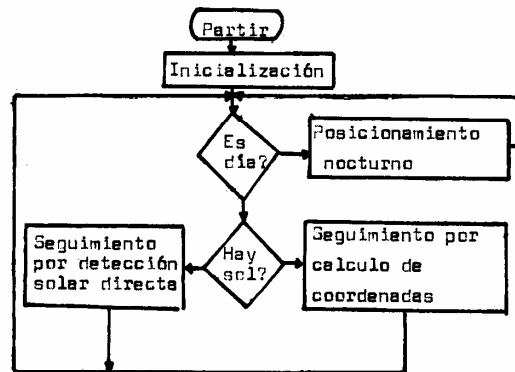 Partir
Inicialización
Es
día?
Posicionamiento
nocturno
Hay
sol?
Seguimiento
por detección
solar directa
Seguimiento por
calculo de
coordenadas